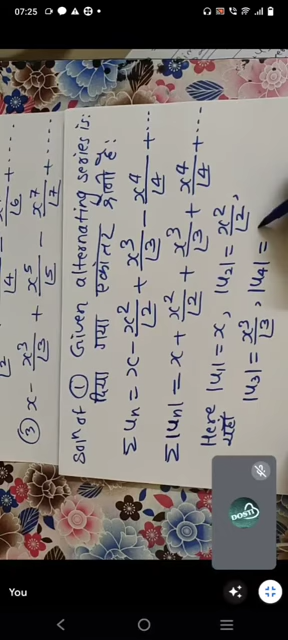 07:25
③ x - x³/|3 + x⁵/|5 - x⁷/|7 + .....
Solⁿ of ① Given alternating series is:
दिया गया एकांतर श्रेणी है:
Σ uₙ = x - x²/|2 + x³/|3 - x⁴/|4 + ....
Σ |uₙ| = x + x²/|2 + x³/|3 + x⁴/|4 + ....
Here |u₁| = x, |u₂| = x²/|2,
यहाँ
|u₃| = x³/|3, |u₄| =
DOSTI
You